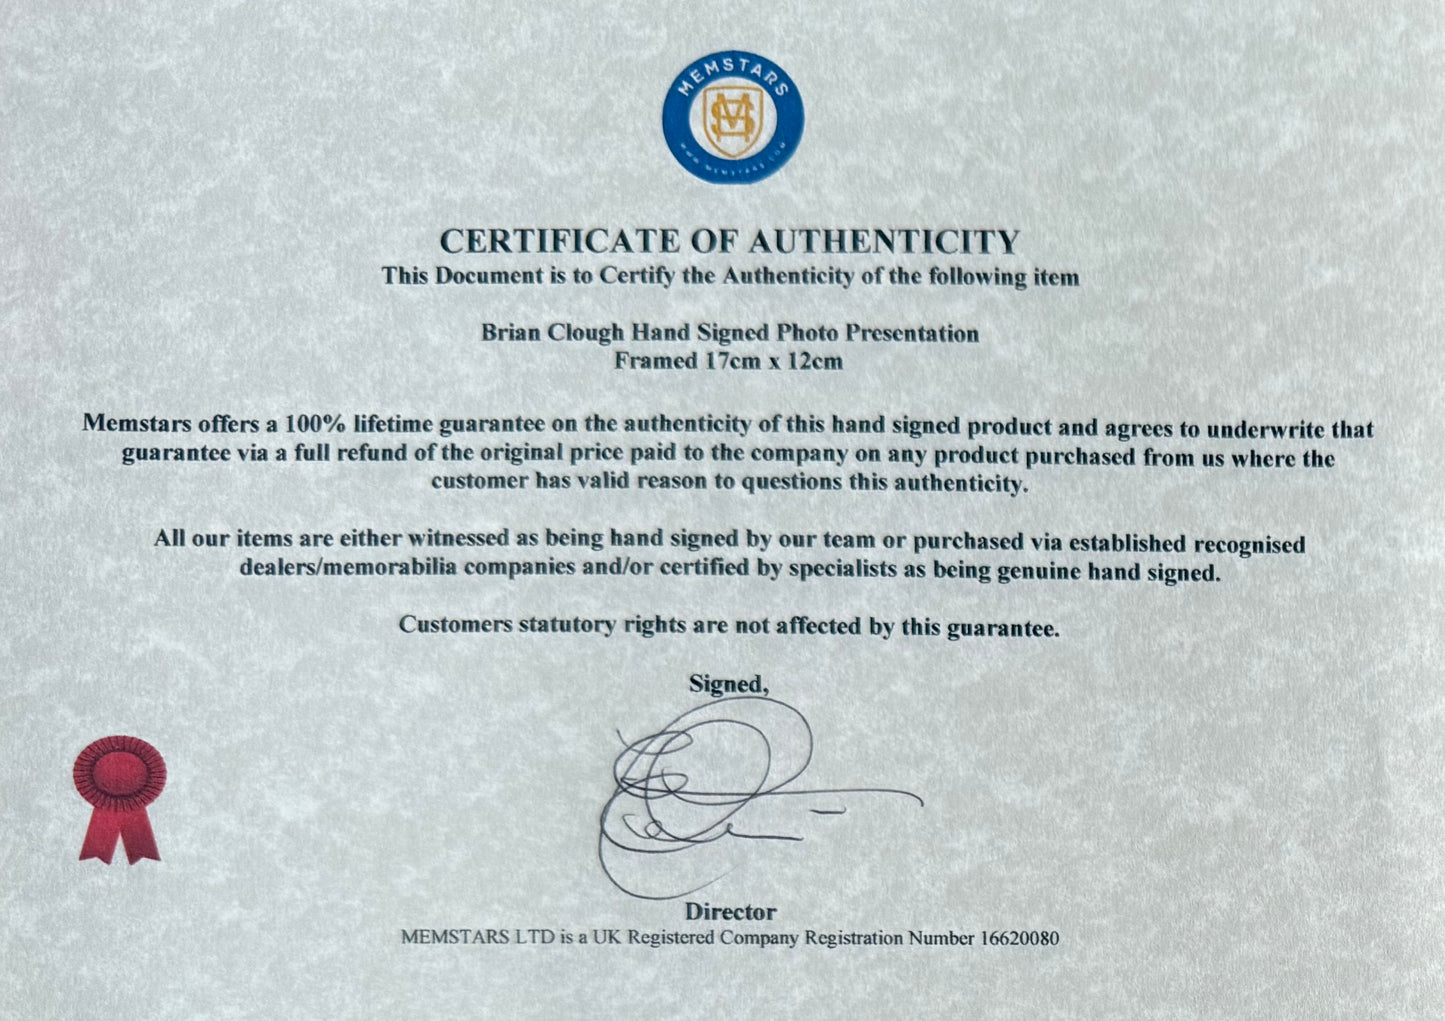 MEMSTARS
WWW.MEMSTARS.COM
CERTIFICATE OF AUTHENTICITY
This Document is to Certify the Authenticity of the following item
Brian Clough Hand Signed Photo Presentation
Framed 17cm x 12cm
Memstars offers a 100% lifetime guarantee on the authenticity of this hand signed product and agrees to underwrite that
guarantee via a full refund of the original price paid to the company on any product purchased from us where the
customer has valid reason to questions this authenticity.
All our items are either witnessed as being hand signed by our team or purchased via established recognised
dealers/memorabilia companies and/or certified by specialists as being genuine hand signed.
Customers statutory rights are not affected by this guarantee.
Signed,
Director
MEMSTARS LTD is a UK Registered Company Registration Number 16620080